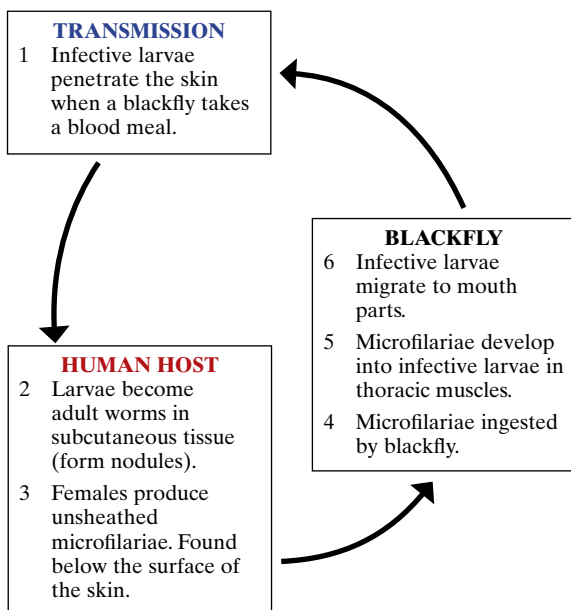 TRANSMISSION
1 Infective larvae
penetrate the skin
when a blackfly takes
a blood meal.
HUMAN HOST
2 Larvae become
adult worms in
subcutaneous tissue
(form nodules).
3 Females produce
unsheathed
microfilariae. Found
below the surface of
the skin.
BLACKFLY
6 Infective larvae
migrate to mouth
parts.
5 Microfilariae develop
into infective larvae in
thoracic muscles.
4 Microfilariae ingested
by blackfly.